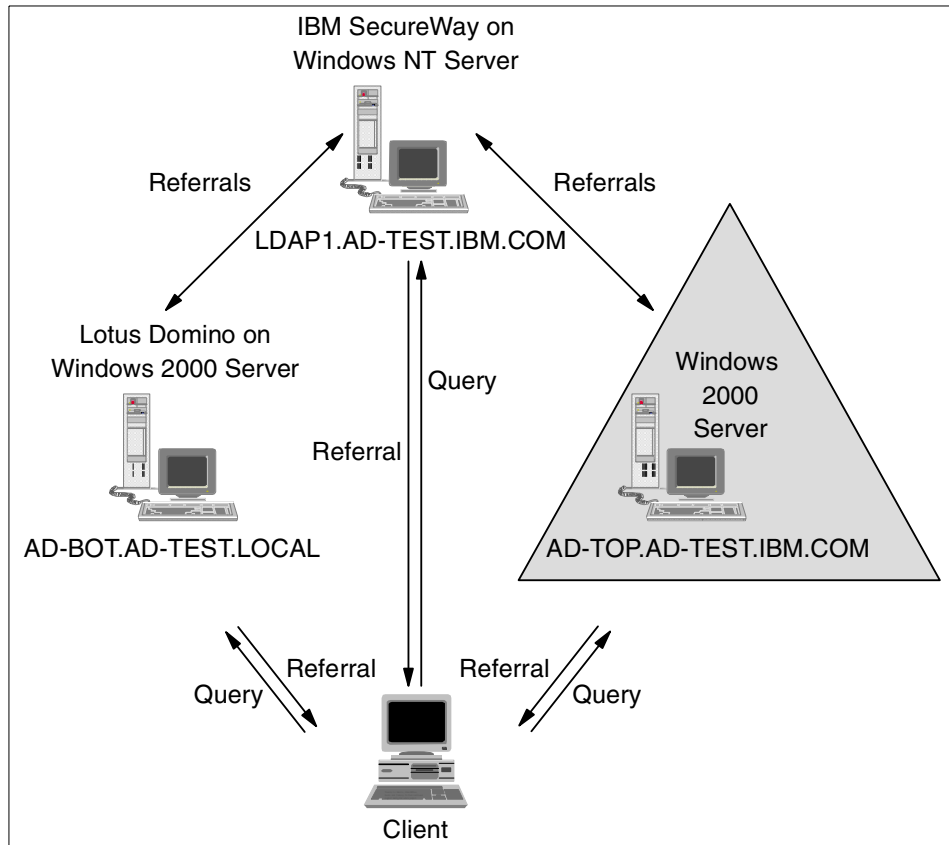 IBM SecureWay on
Windows NT Server
Referrals
Referrals
LDAP1.AD-TEST.IBM.COM
Lotus Domino on
Windows 2000 Server
Windows
2000
Server
Query
Referral
AD-BOT.AD-TEST.LOCAL
AD-TOP.AD-TEST.IBM.COM
Referral
Query
Referral
Query
Client